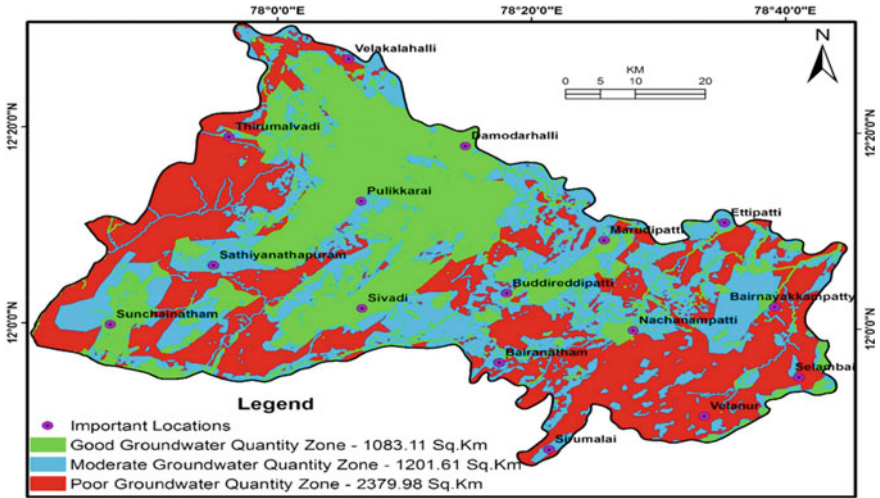 78°0'0"E 78°20'0"E 78°40'0"E
N
Velakalahalli
KM
0 5 10 20
12°20'0"N 12°20'0"N
Thirumalvadi
Damodarhalli
Pulikkarai
Ettipatti
Marudipatti
Sathiyanathapuram
Buddireddipatti
Bairnayakkampatty
Sivadi
Sunchainatham
Nachanampatti
12°0'0"N 12°0'0"N
Bairanatham
Selambai
Legend
Velanur
Important Locations
Sirumalai
Good Groundwater Quantity Zone - 1083.11 Sq.Km
Moderate Groundwater Quantity Zone - 1201.61 Sq.Km
Poor Groundwater Quantity Zone - 2379.98 Sq.Km